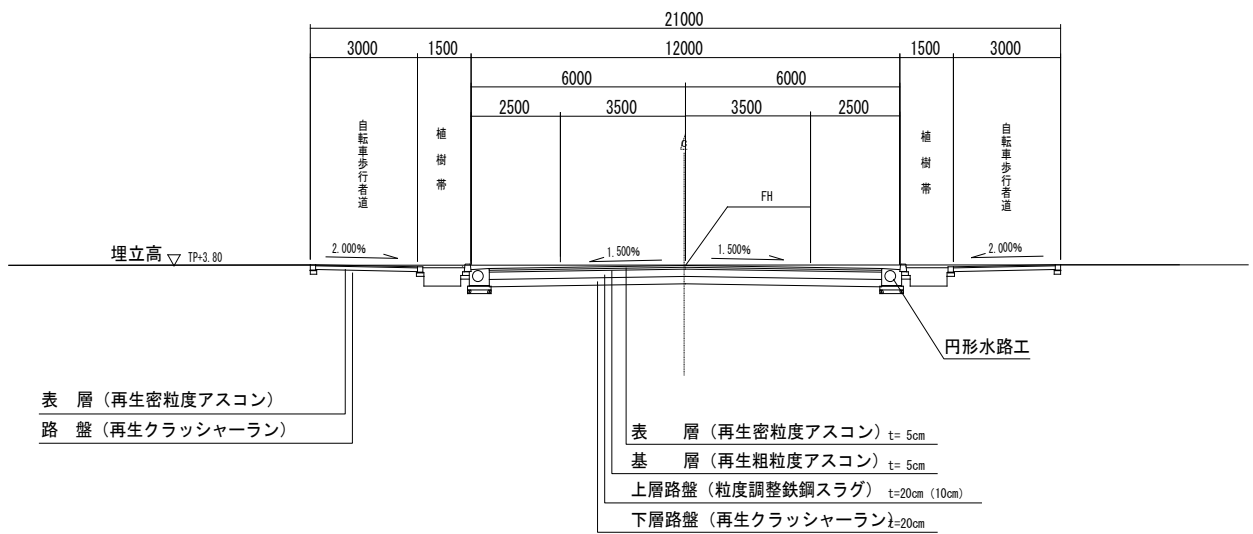 21000
3000 1500 12000 1500 3000
6000 6000
2500 3500 3500 2500
自転車歩行者道
植樹帯
植樹帯
自転車歩行者道
FH
埋立高 TP+3.80
2.000% 1.500% 1.500% 2.000%
円形水路工
表 層 (再生密粒度アスコン)
路 盤 (再生クラッシャーラン)
表 層 (再生密粒度アスコン) t= 5cm
基 層 (再生粗粒度アスコン) t= 5cm
上層路盤 (粒度調整鉄鋼スラグ) t=20cm (10cm)
下層路盤 (再生クラッシャーラン) t=20cm